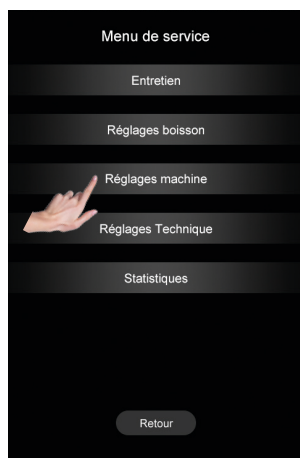 Menu de service
Entretien
Réglages boisson
Réglages machine
Réglages Technique
Statistiques
Retour